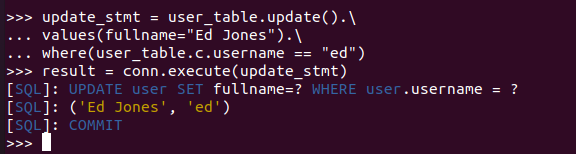 >>> update_stmt = user_table.update().\
... values(fullname="Ed Jones").\
... where(user_table.c.username == "ed")
>>> result = conn.execute(update_stmt)
[SQL]: UPDATE user SET fullname=? WHERE user.username = ?
[SQL]: ('Ed Jones', 'ed')
[SQL]: COMMIT
>>>